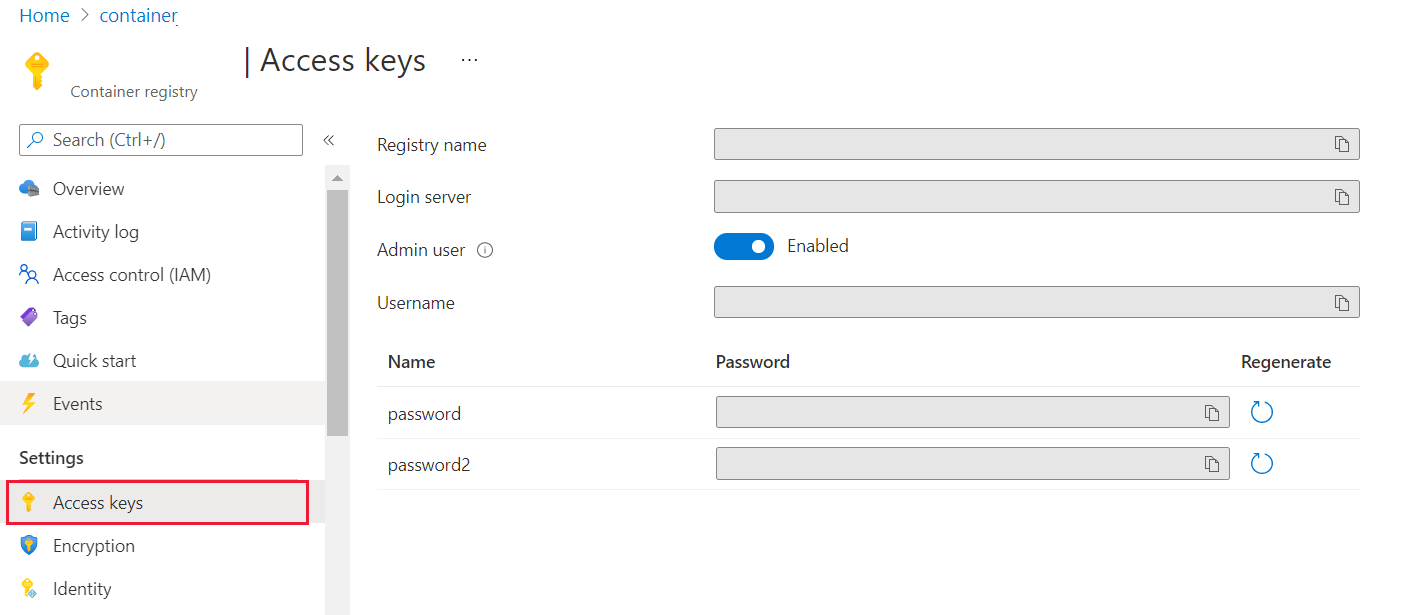 Home > container
| Access keys ...
Container registry
Search (Ctrl+/)
«
Overview
Activity log
Access control (IAM)
Tags
Quick start
Events
Settings
Access keys
Encryption
Identity
Registry name
Login server
Admin user
Enabled
Username
Name Password Regenerate
password
password2